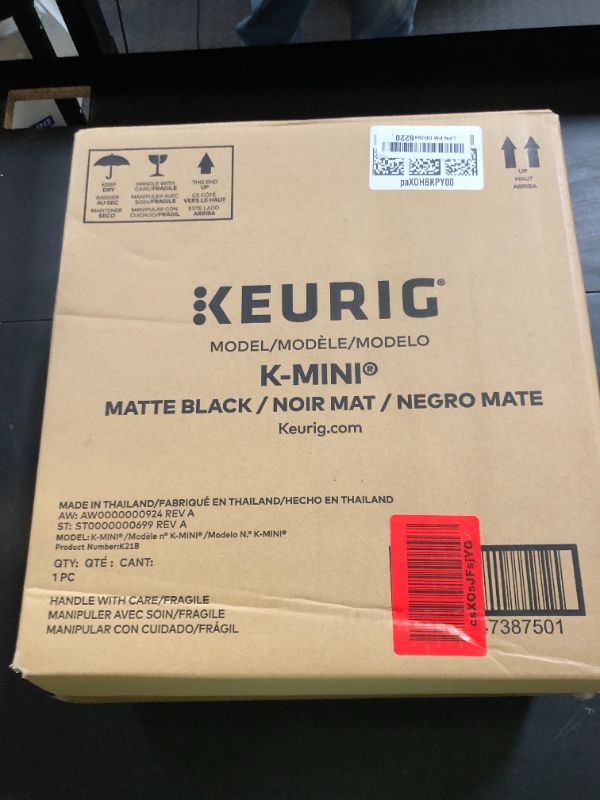 KEEP
DRY
GARDER
AU SEC
MANTENER
SECO
HANDLE WITH
CARE/FRAGILE
MANIPULER AVEC
SOIN/FRAGILE
MANIPULAR CON
CUIDADO/FRÁGIL
THIS END
UP
CE CÔTÉ
VERS LE HAUT
ESTE LADO
ARRIBA
paXOH8KPY00
UP
HAUT
ARRIBA
KEURIG®
MODEL/MODÈLE/MODELO
K-MINI®
MATTE BLACK / NOIR MAT / NEGRO MATE
Keurig.com
MADE IN THAILAND/FABRIQUÉ EN THAILAND/HECHO EN THAILAND
AW: AW0000000924 REV A
ST: ST0000000699 REV A
MODEL: K-MINI® /Modèle nº K-MINI® /Modelo N.º K-MINI®
Product Number:K21B
QTY: QTÉ : CANT:
1 PC
HANDLE WITH CARE/FRAGILE
MANIPULER AVEC SOIN/FRAGILE
MANIPULAR CON CUIDADO/FRÁGIL
csXOsJFsjYG
7387501